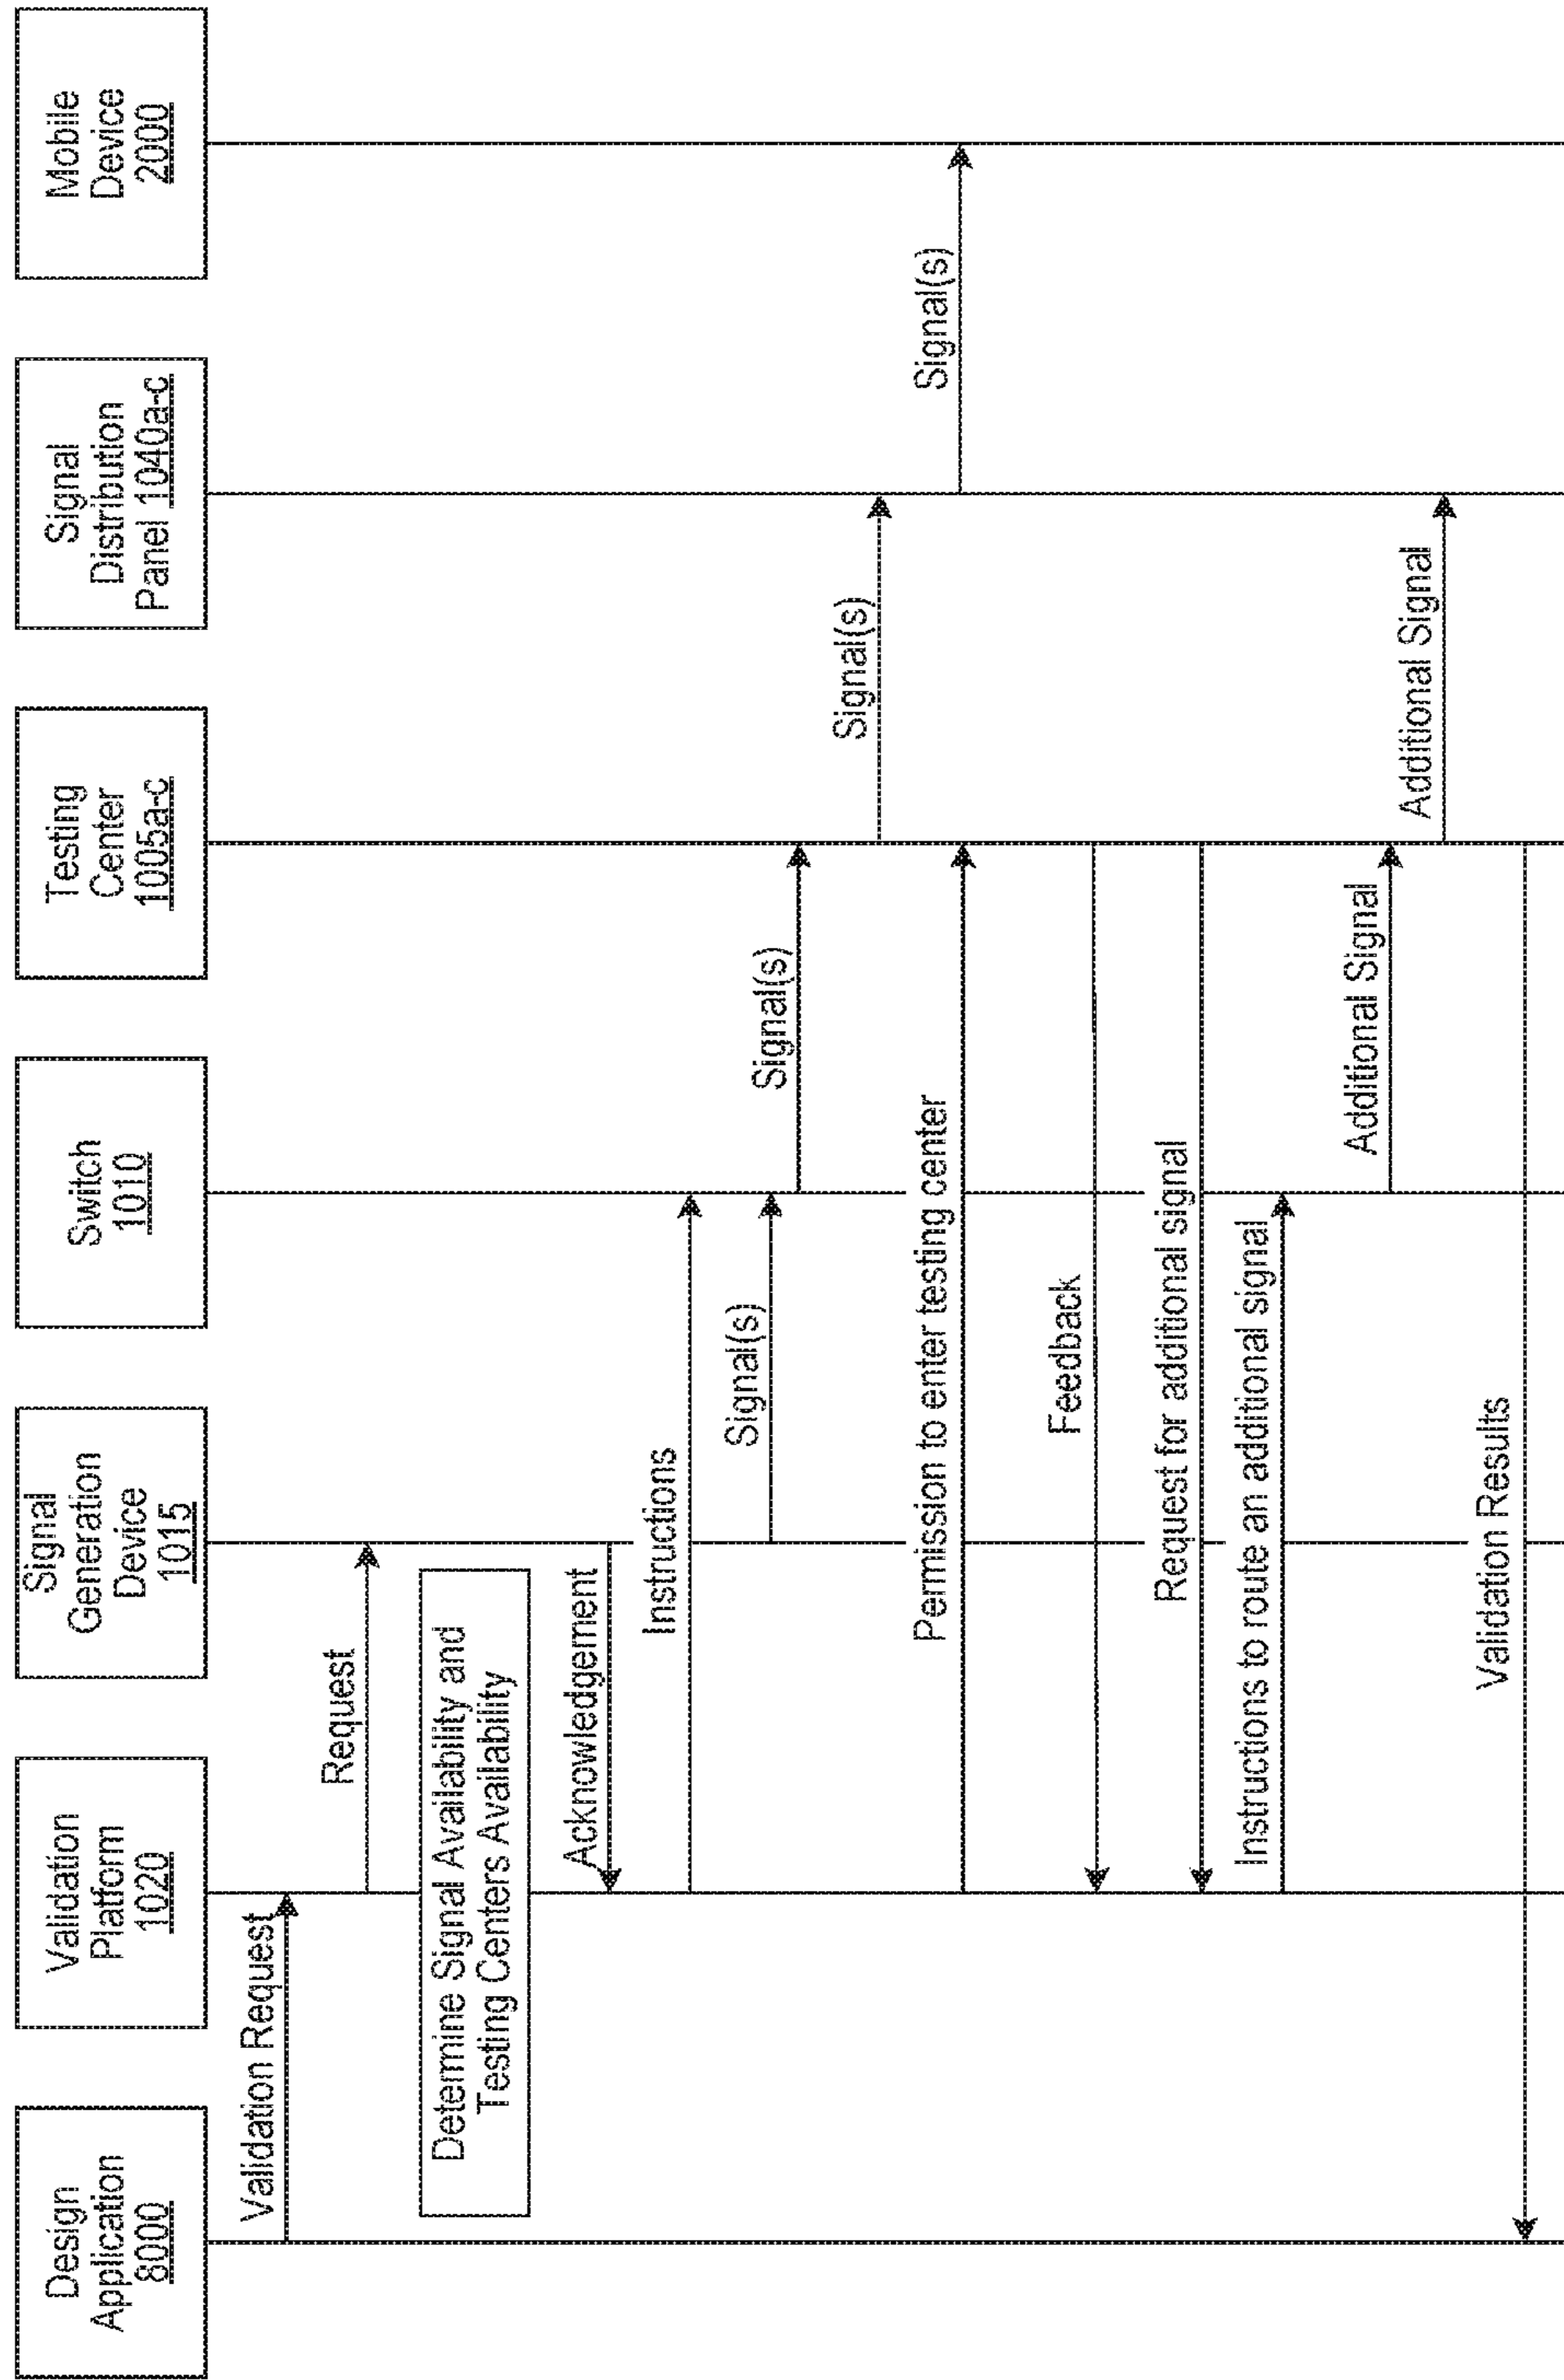 Design
Application
8000
Validation
Platform
1020
Signal
Generation
Device
1015
Switch
1010
Testing
Center
1005a-c
Signal
Distribution
Panel 1040a-c
Mobile
Device
2000
Validation Request
Request
Determine Signal Availability and
Testing Centers Availability
Acknowledgement
Instructions
Signal(s)
Signal(s)
Signal(s)
Permission to enter testing center
Signal(s)
Feedback
Request for additional signal
Instructions to route an additional signal
Additional Signal
Additional Signal
Validation Results